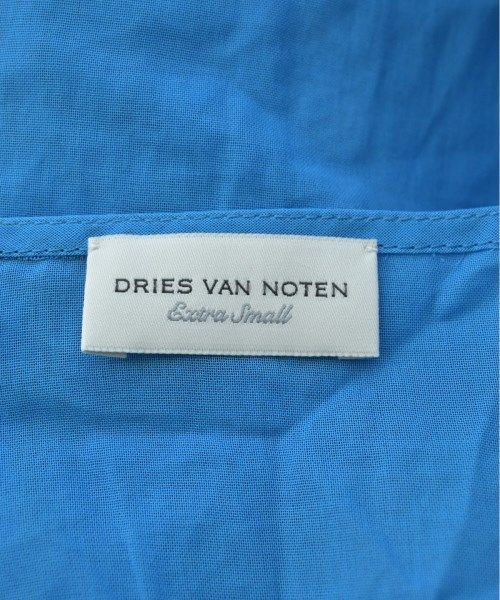 DRIES VAN NOTEN
Extra Small